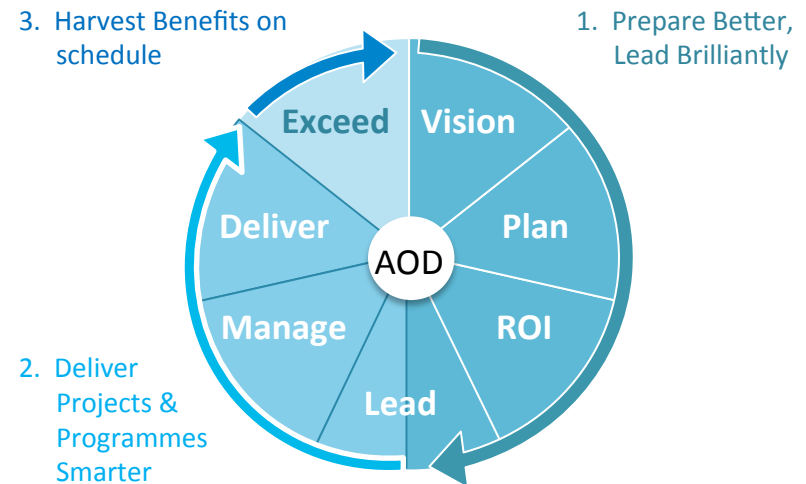 3. Harvest Benefits on
schedule
1. Prepare Better,
Lead Brilliantly
Exceed
Vision
Deliver
Plan
AOD
Manage
ROI
Lead
2. Deliver
Projects &
Programmes
Smarter